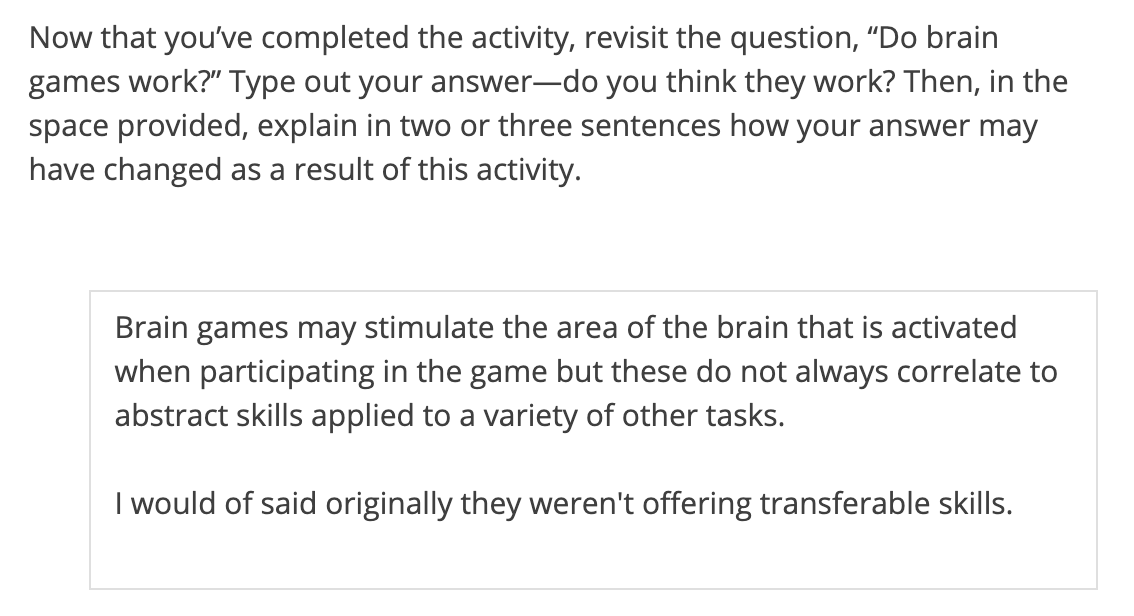 Now that you’ve completed the activity, revisit the question, “Do brain
games work?” Type out your answer—do you think they work? Then, in the
space provided, explain in two or three sentences how your answer may
have changed as a result of this activity.
Brain games may stimulate the area of the brain that is activated
when participating in the game but these do not always correlate to
abstract skills applied to a variety of other tasks.
I would of said originally they weren't offering transferable skills.